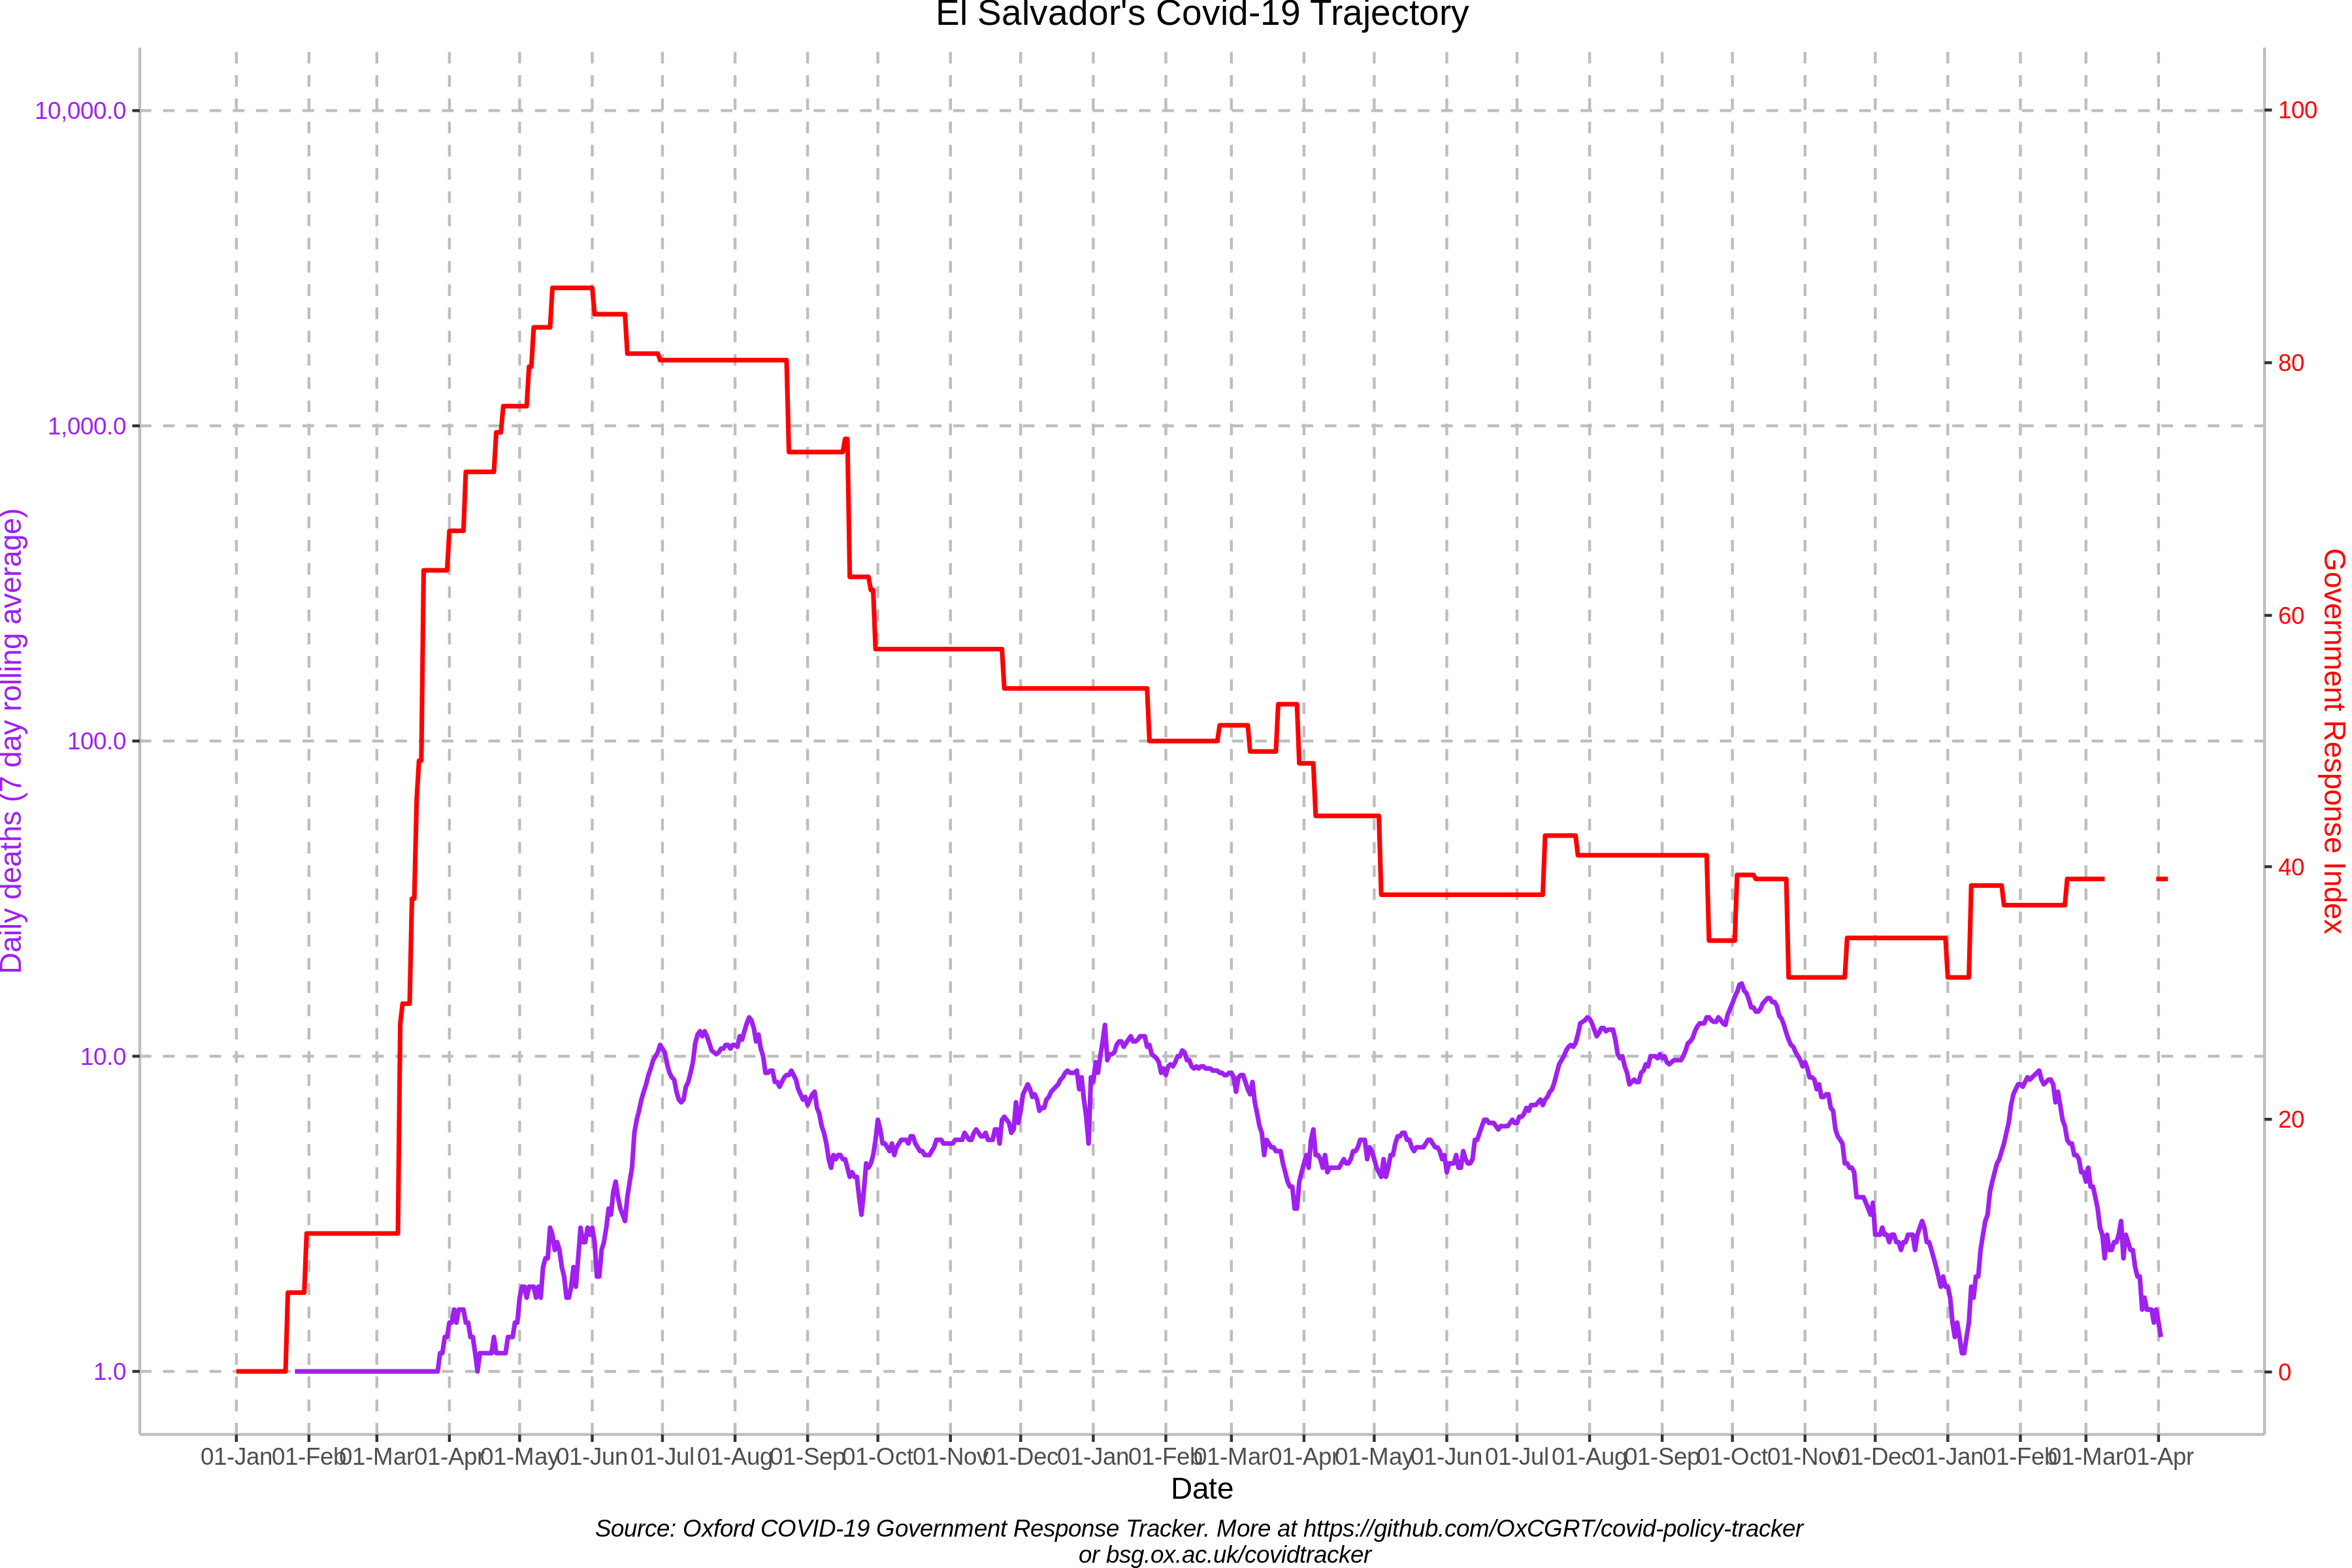 El Salvador's Covid-19 Trajectory
10,000.0
1,000.0
100.0
10.0
1.0
Daily deaths (7 day rolling average)
100
80
60
40
20
0
Government Response Index
01-Jan 01-Feb 01-Mar 01-Apr 01-May 01-Jun 01-Jul 01-Aug 01-Sep 01-Oct 01-Nov 01-Dec 01-Jan 01-Feb 01-Mar 01-Apr 01-May 01-Jun 01-Jul 01-Aug 01-Sep 01-Oct 01-Nov 01-Dec 01-Jan 01-Feb 01-Mar 01-Apr
Date
Source: Oxford COVID-19 Government Response Tracker. More at https://github.com/OxCGRT/covid-policy-tracker
or bsg.ox.ac.uk/covidtracker